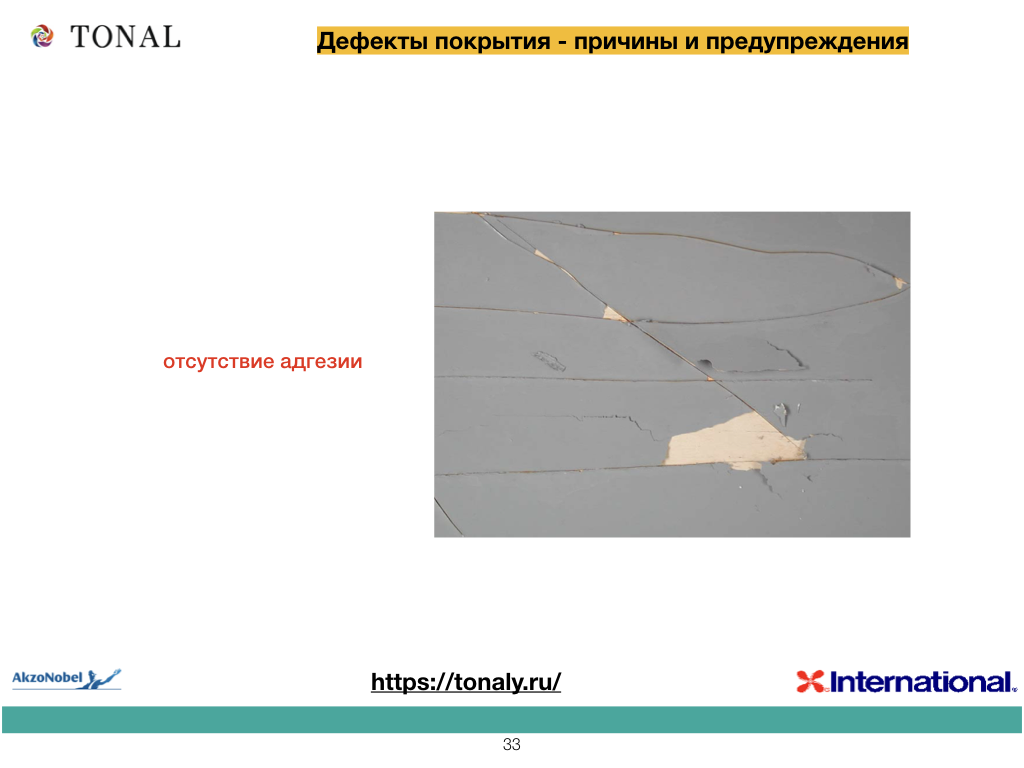 TONAL
Дефекты покрытия - причины и предупреждения
отсутствие адгезии
AkzoNobel
https://tonaly.ru/
International
33